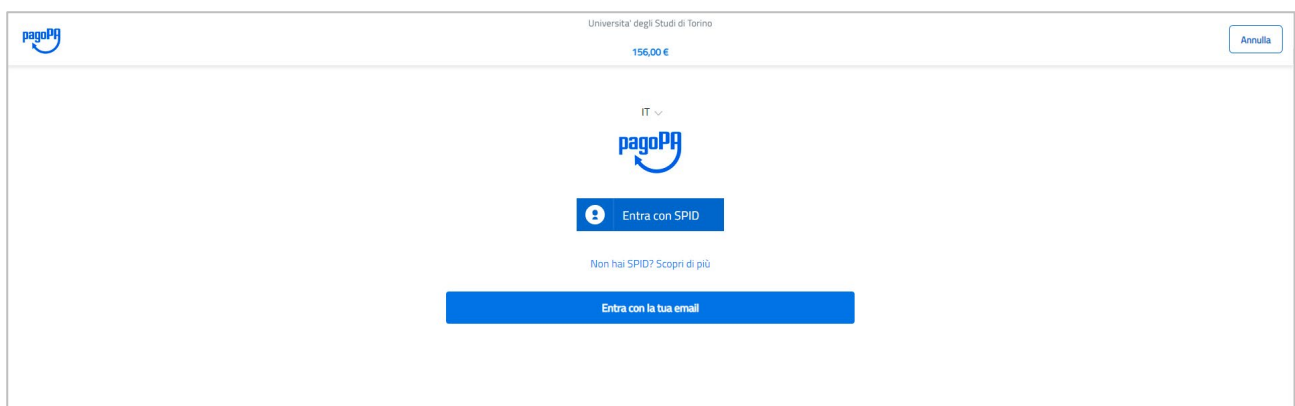 pagoPA
Universita' degli Studi di Torino
156,00 €
Annulla
IT
pagoPA
Entra con SPID
Non hai SPID? Scopri di più
Entra con la tua email